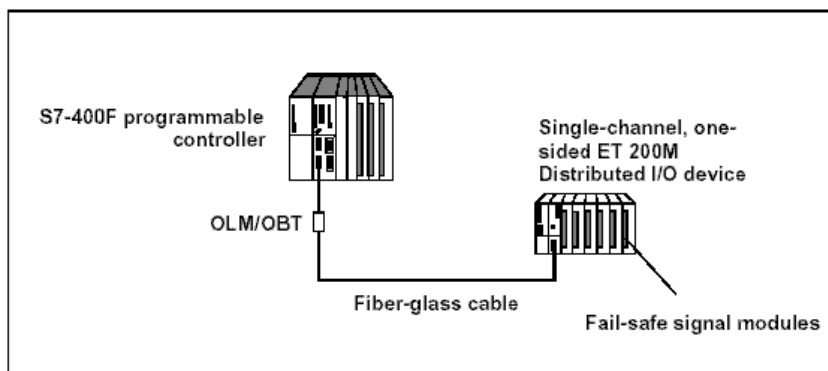 S7-400F programmable
controller
Single-channel, one-
sided ET 200M
Distributed I/O device
OLM/OBT
Fiber-glass cable
Fail-safe signal modules